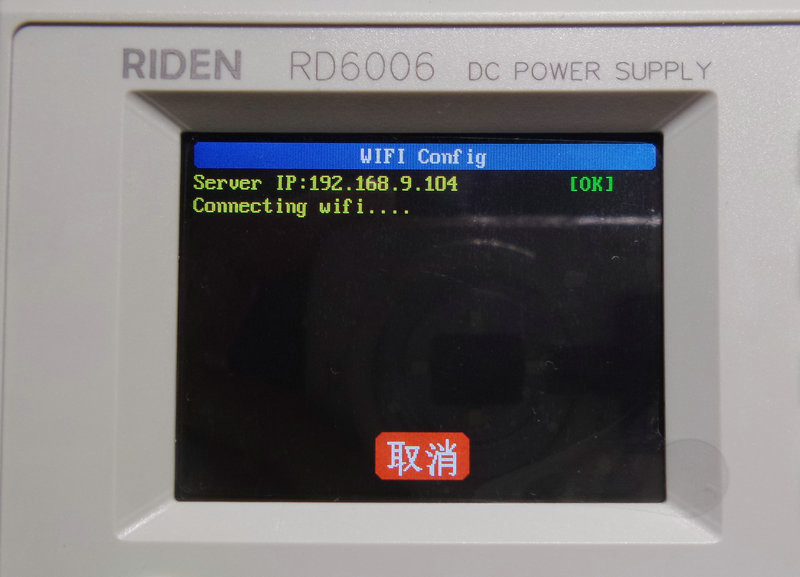 RIDEN RD6006 DC POWER SUPPLY
WIFI Config
Server IP:192.168.9.104 [OK]
Connecting wifi....
取消